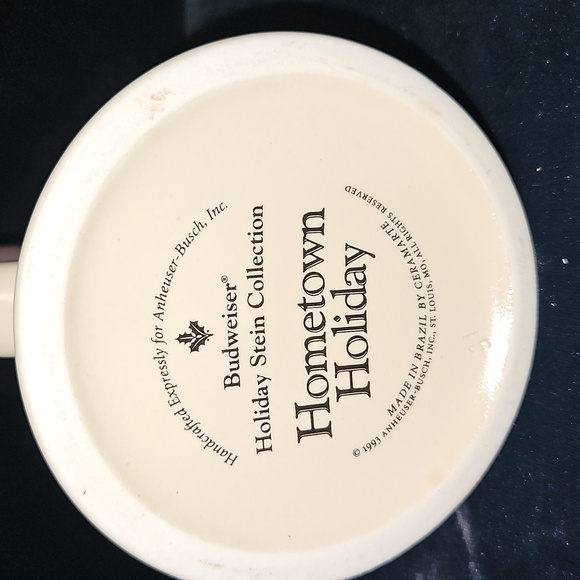 Handcrafted Expressly for Anheuser-Busch, Inc.
Budweiser®
Holiday Stein Collection
Hometown
Holiday
MADE IN BRAZIL BY CERAMARTE
© 1993 ANHEUSER-BUSCH, INC., ST. LOUIS, MO, ALL RIGHTS RESERVED